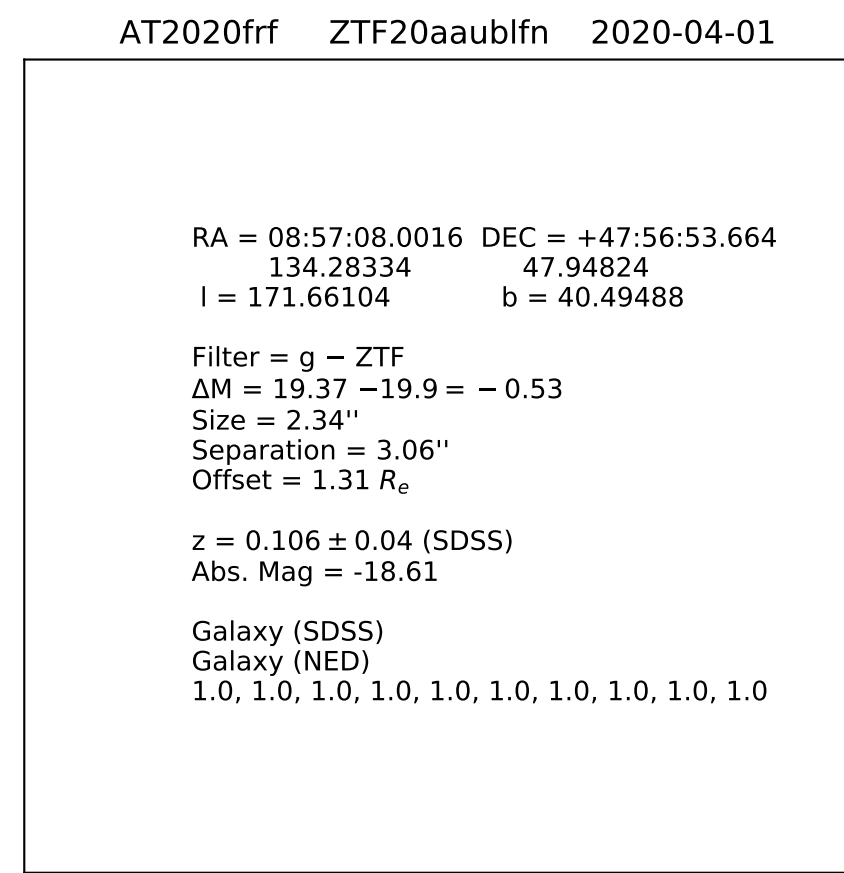 AT2020frf ZTF20aaublfn 2020-04-01
RA = 08:57:08.0016 DEC = +47:56:53.664
134.28334 47.94824
l = 171.66104 b = 40.49488
Filter = g − ZTF
ΔM = 19.37 −19.9 = − 0.53
Size = 2.34''
Separation = 3.06''
Offset = 1.31 Re
z = 0.106 ± 0.04 (SDSS)
Abs. Mag = -18.61
Galaxy (SDSS)
Galaxy (NED)
1.0, 1.0, 1.0, 1.0, 1.0, 1.0, 1.0, 1.0, 1.0, 1.0